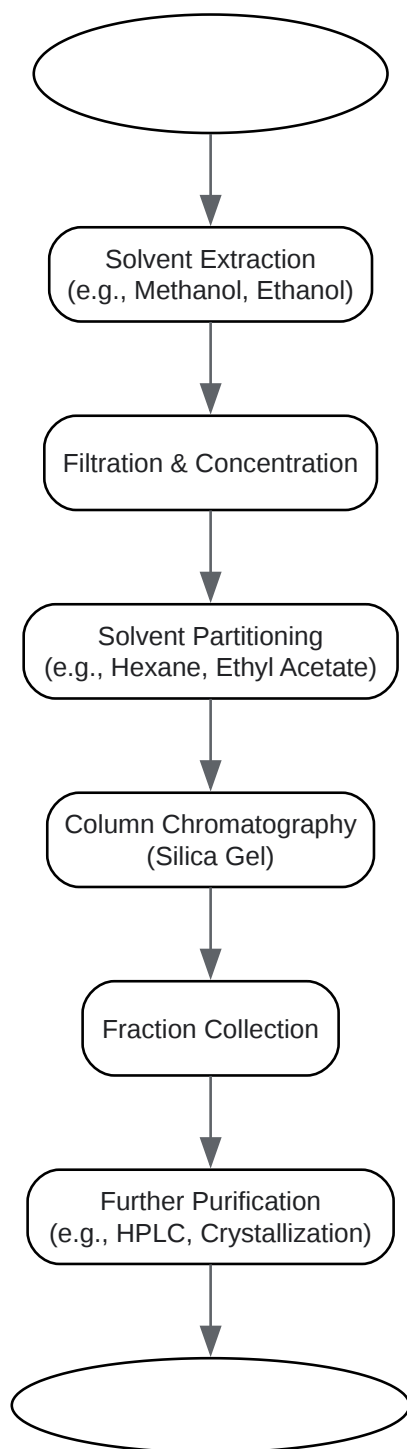 Solvent Extraction
(e.g., Methanol, Ethanol)
Filtration & Concentration
Solvent Partitioning
(e.g., Hexane, Ethyl Acetate)
Column Chromatography
(Silica Gel)
Fraction Collection
Further Purification
(e.g., HPLC, Crystallization)